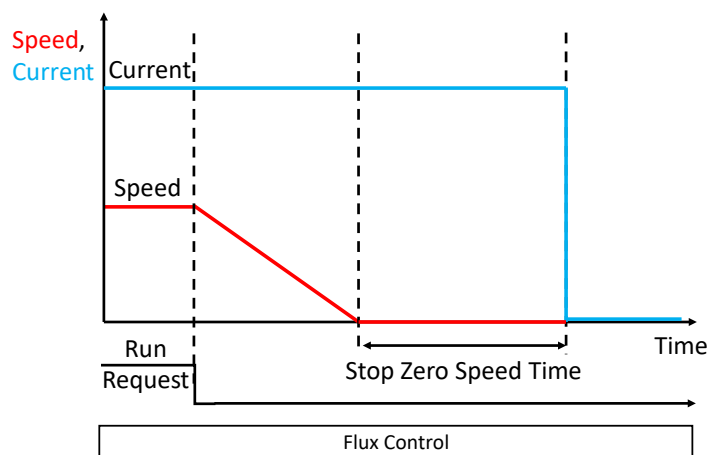 Speed,
Current
Current
Speed
Time
Run
Request
Stop Zero Speed Time
Flux Control